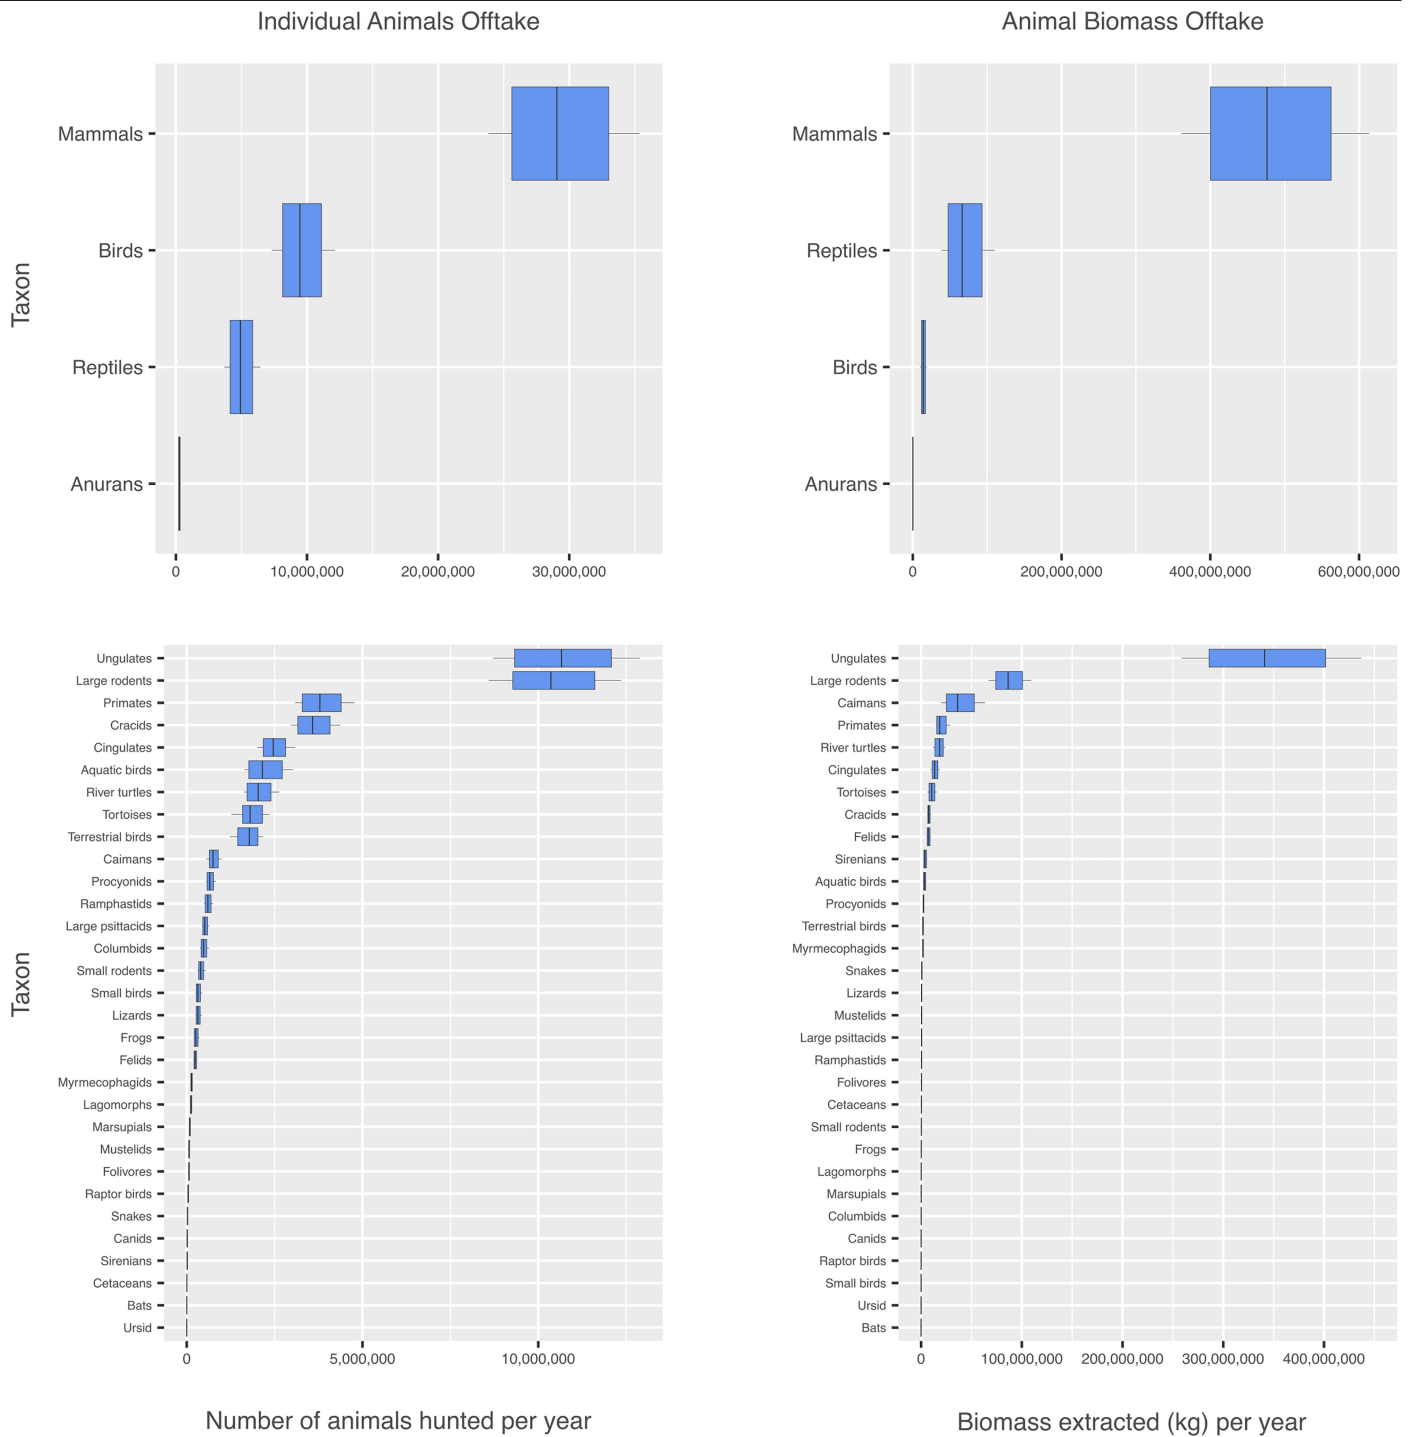 Individual Animals Offtake
Animal Biomass Offtake
Taxon
Mammals
Birds
Reptiles
Anurans
0
10,000,000
20,000,000
30,000,000
Mammals
Reptiles
Birds
Anurans
0
200,000,000
400,000,000
600,000,000
Taxon
Ungulates
Large rodents
Primates
Cracids
Cingulates
Aquatic birds
River turtles
Tortoises
Terrestrial birds
Caimans
Procyonids
Ramphastids
Large psittacids
Columbids
Small rodents
Small birds
Lizards
Frogs
Felids
Myrmecophagids
Lagomorphs
Marsupials
Mustelids
Folivores
Raptor birds
Snakes
Canids
Sirenians
Cetaceans
Bats
Ursid
0
5,000,000
10,000,000
Number of animals hunted per year
Ungulates
Large rodents
Caimans
Primates
River turtles
Cingulates
Tortoises
Cracids
Felids
Sirenians
Aquatic birds
Procyonids
Terrestrial birds
Myrmecophagids
Snakes
Lizards
Mustelids
Large psittacids
Ramphastids
Folivores
Cetaceans
Small rodents
Frogs
Lagomorphs
Marsupials
Columbids
Canids
Raptor birds
Small birds
Ursid
Bats
0
100,000,000
200,000,000
300,000,000
400,000,000
Biomass extracted (kg) per year